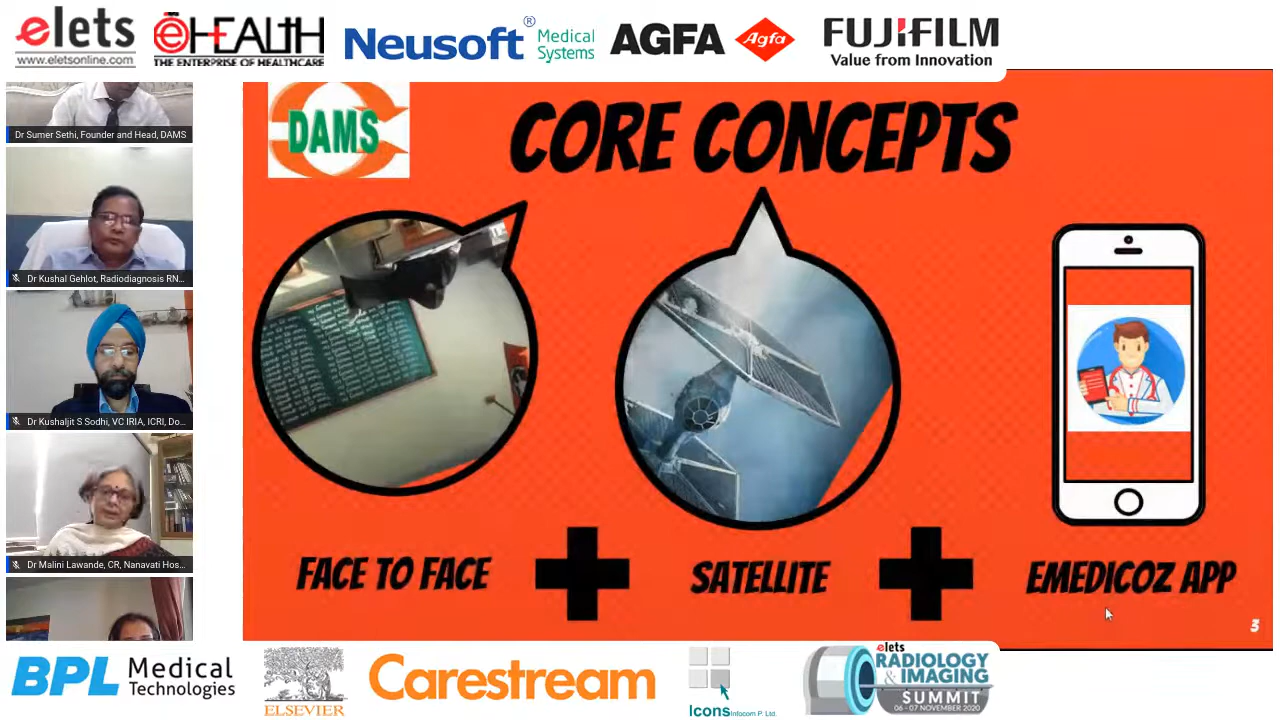 elets
www.eletsonline.com
eHEALTH
THE ENTERPRISE OF HEALTHCARE
Neusoft® Medical
Systems
AGFA
Agfa
FUJIFILM
Value from Innovation
Dr Sumer Sethi, Founder and Head, DAMS
Dr Kushal Gehlot, Radiodiagnosis RN...
Dr Kushaljit S Sodhi, VC IRIA, ICRI, Do...
Dr Malini Lawande, CR, Nanavati Hos...
DAMS
CORE CONCEPTS
FACE TO FACE
SATELLITE
EMEDICOZ APP
3
BPL Medical
Technologies
ELSEVIER
Carestream
Icons Infocom P. Ltd.
elets
RADIOLOGY
& IMAGING
SUMMIT
06 - 07 NOVEMBER 2020